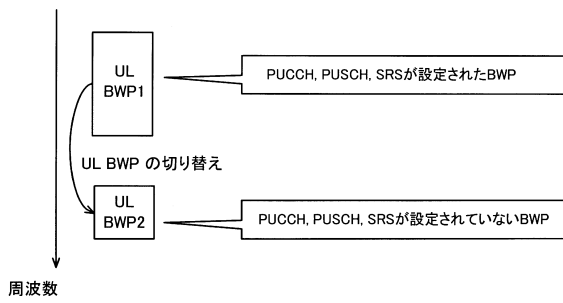 UL
BWP1
PUCCH, PUSCH, SRSが設定されたBWP
UL BWP の切り替え
UL
BWP2
PUCCH, PUSCH, SRSが設定されていないBWP
周波数